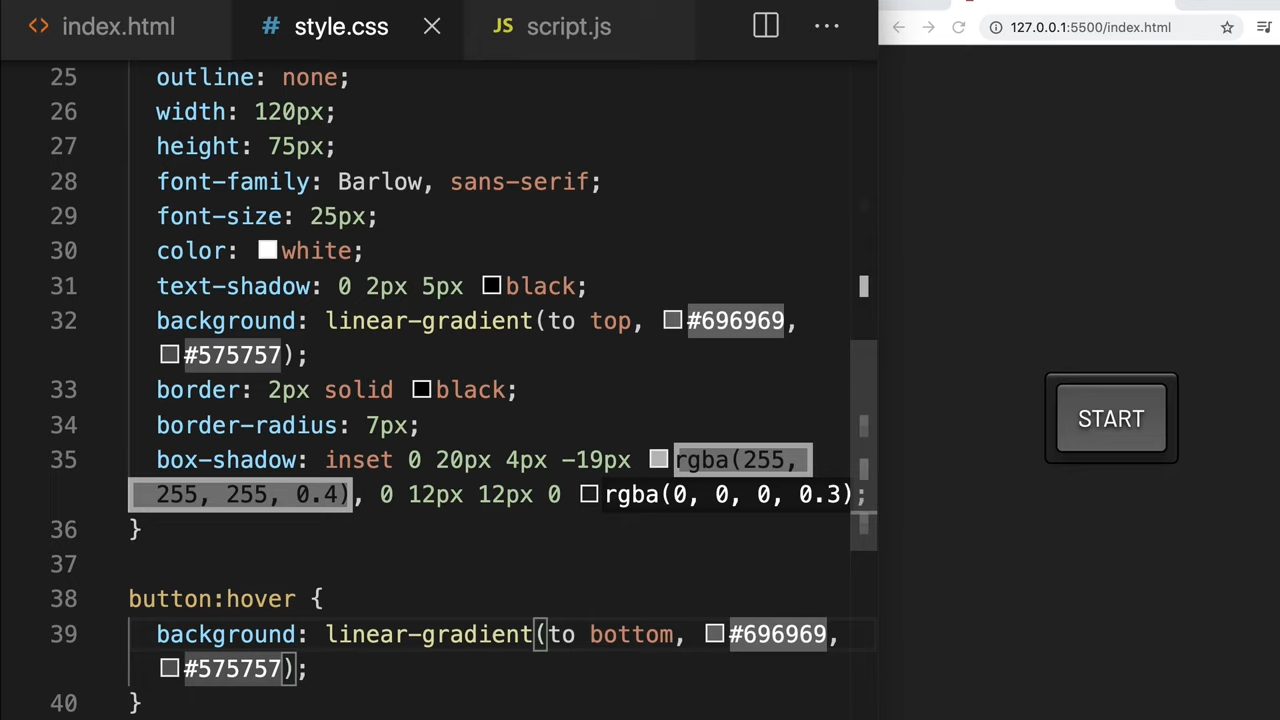 index.html
# style.css
JS script.js
127.0.0.1:5500/index.html
25 outline: none;
26 width: 120px;
27 height: 75px;
28 font-family: Barlow, sans-serif;
29 font-size: 25px;
30 color: white;
31 text-shadow: 0 2px 5px black;
32 background: linear-gradient(to top, #696969,
#575757);
33 border: 2px solid black;
34 border-radius: 7px;
35 box-shadow: inset 0 20px 4px -19px rgba(255,
255, 255, 0.4), 0 12px 12px 0 rgba(0, 0, 0, 0.3);
36 }
37
38 button:hover {
39 background: linear-gradient(to bottom, #696969,
#575757);
40 }
START